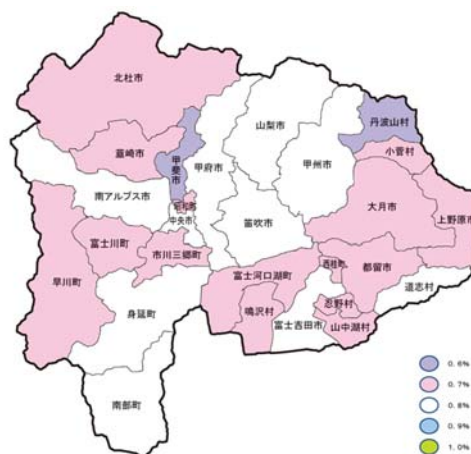 北杜市
丹波山村
山梨市
韮崎市
甲斐市
甲府市
甲州市
小菅村
南アルプス市
昭和町
中央市
大月市
上野原市
笛吹市
富士川町
市川三郷町
早川町
富士河口湖町
西桂町
都留市
道志村
身延町
鳴沢村
忍野村
富士吉田市
山中湖村
南部町
0.6%
0.7%
0.8%
0.9%
1.0%